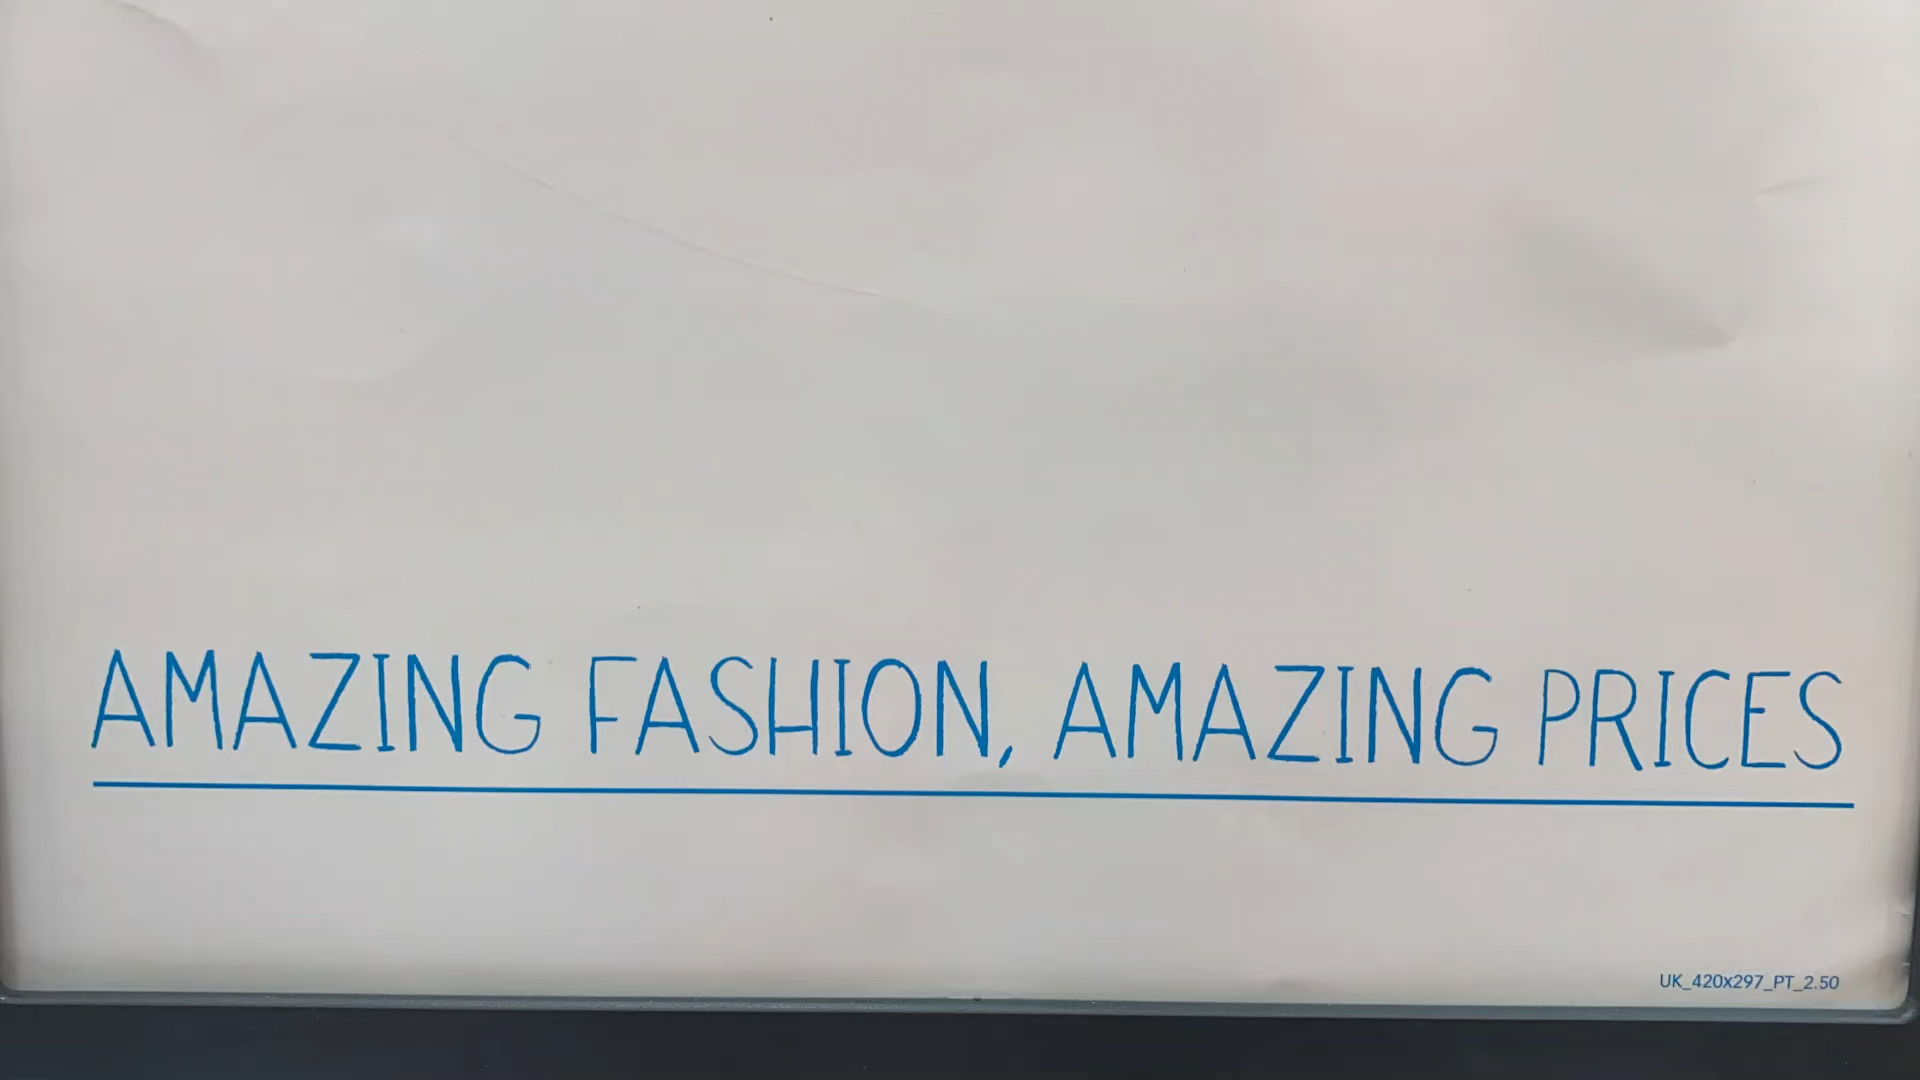 AMAZING FASHION, AMAZING PRICES
UK_420x297_PT_2.50